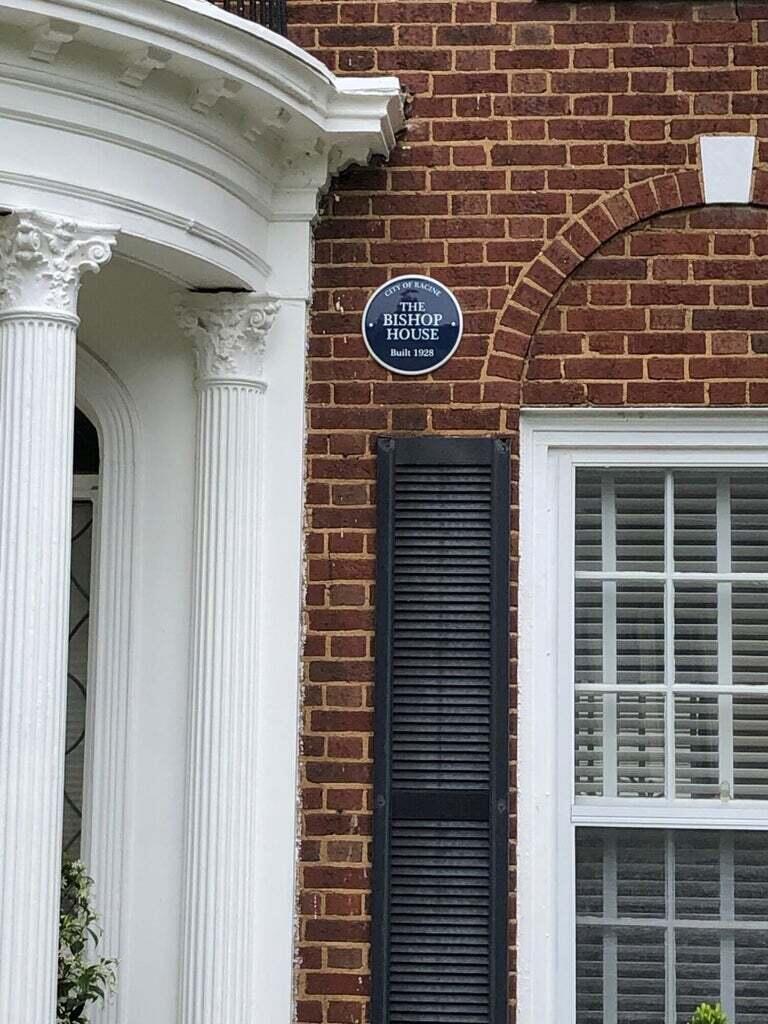 CITY OF RACINE
THE
BISHOP
HOUSE
Built 1928